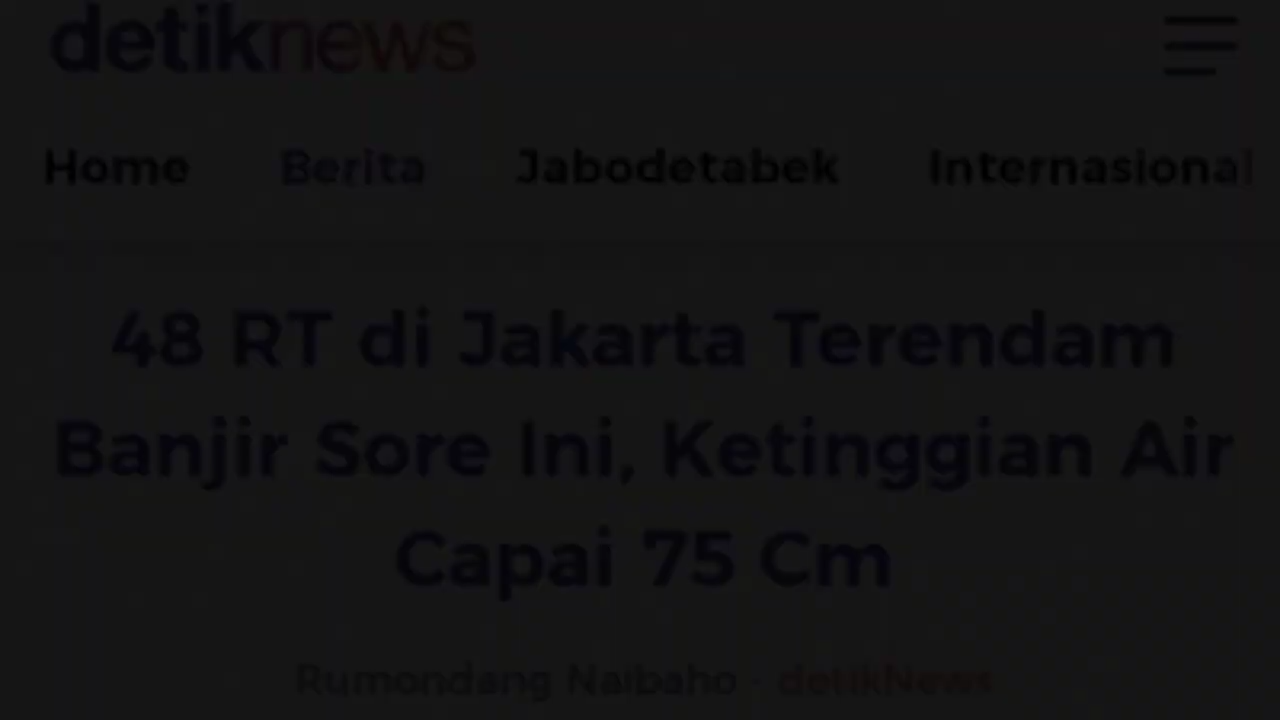 detiknews
Home Berita Jabodetabek Internasional
48 RT di Jakarta Terendam
Banjir Sore Ini, Ketinggian Air
Capai 75 Cm
Rumondang Naibaho - detikNews